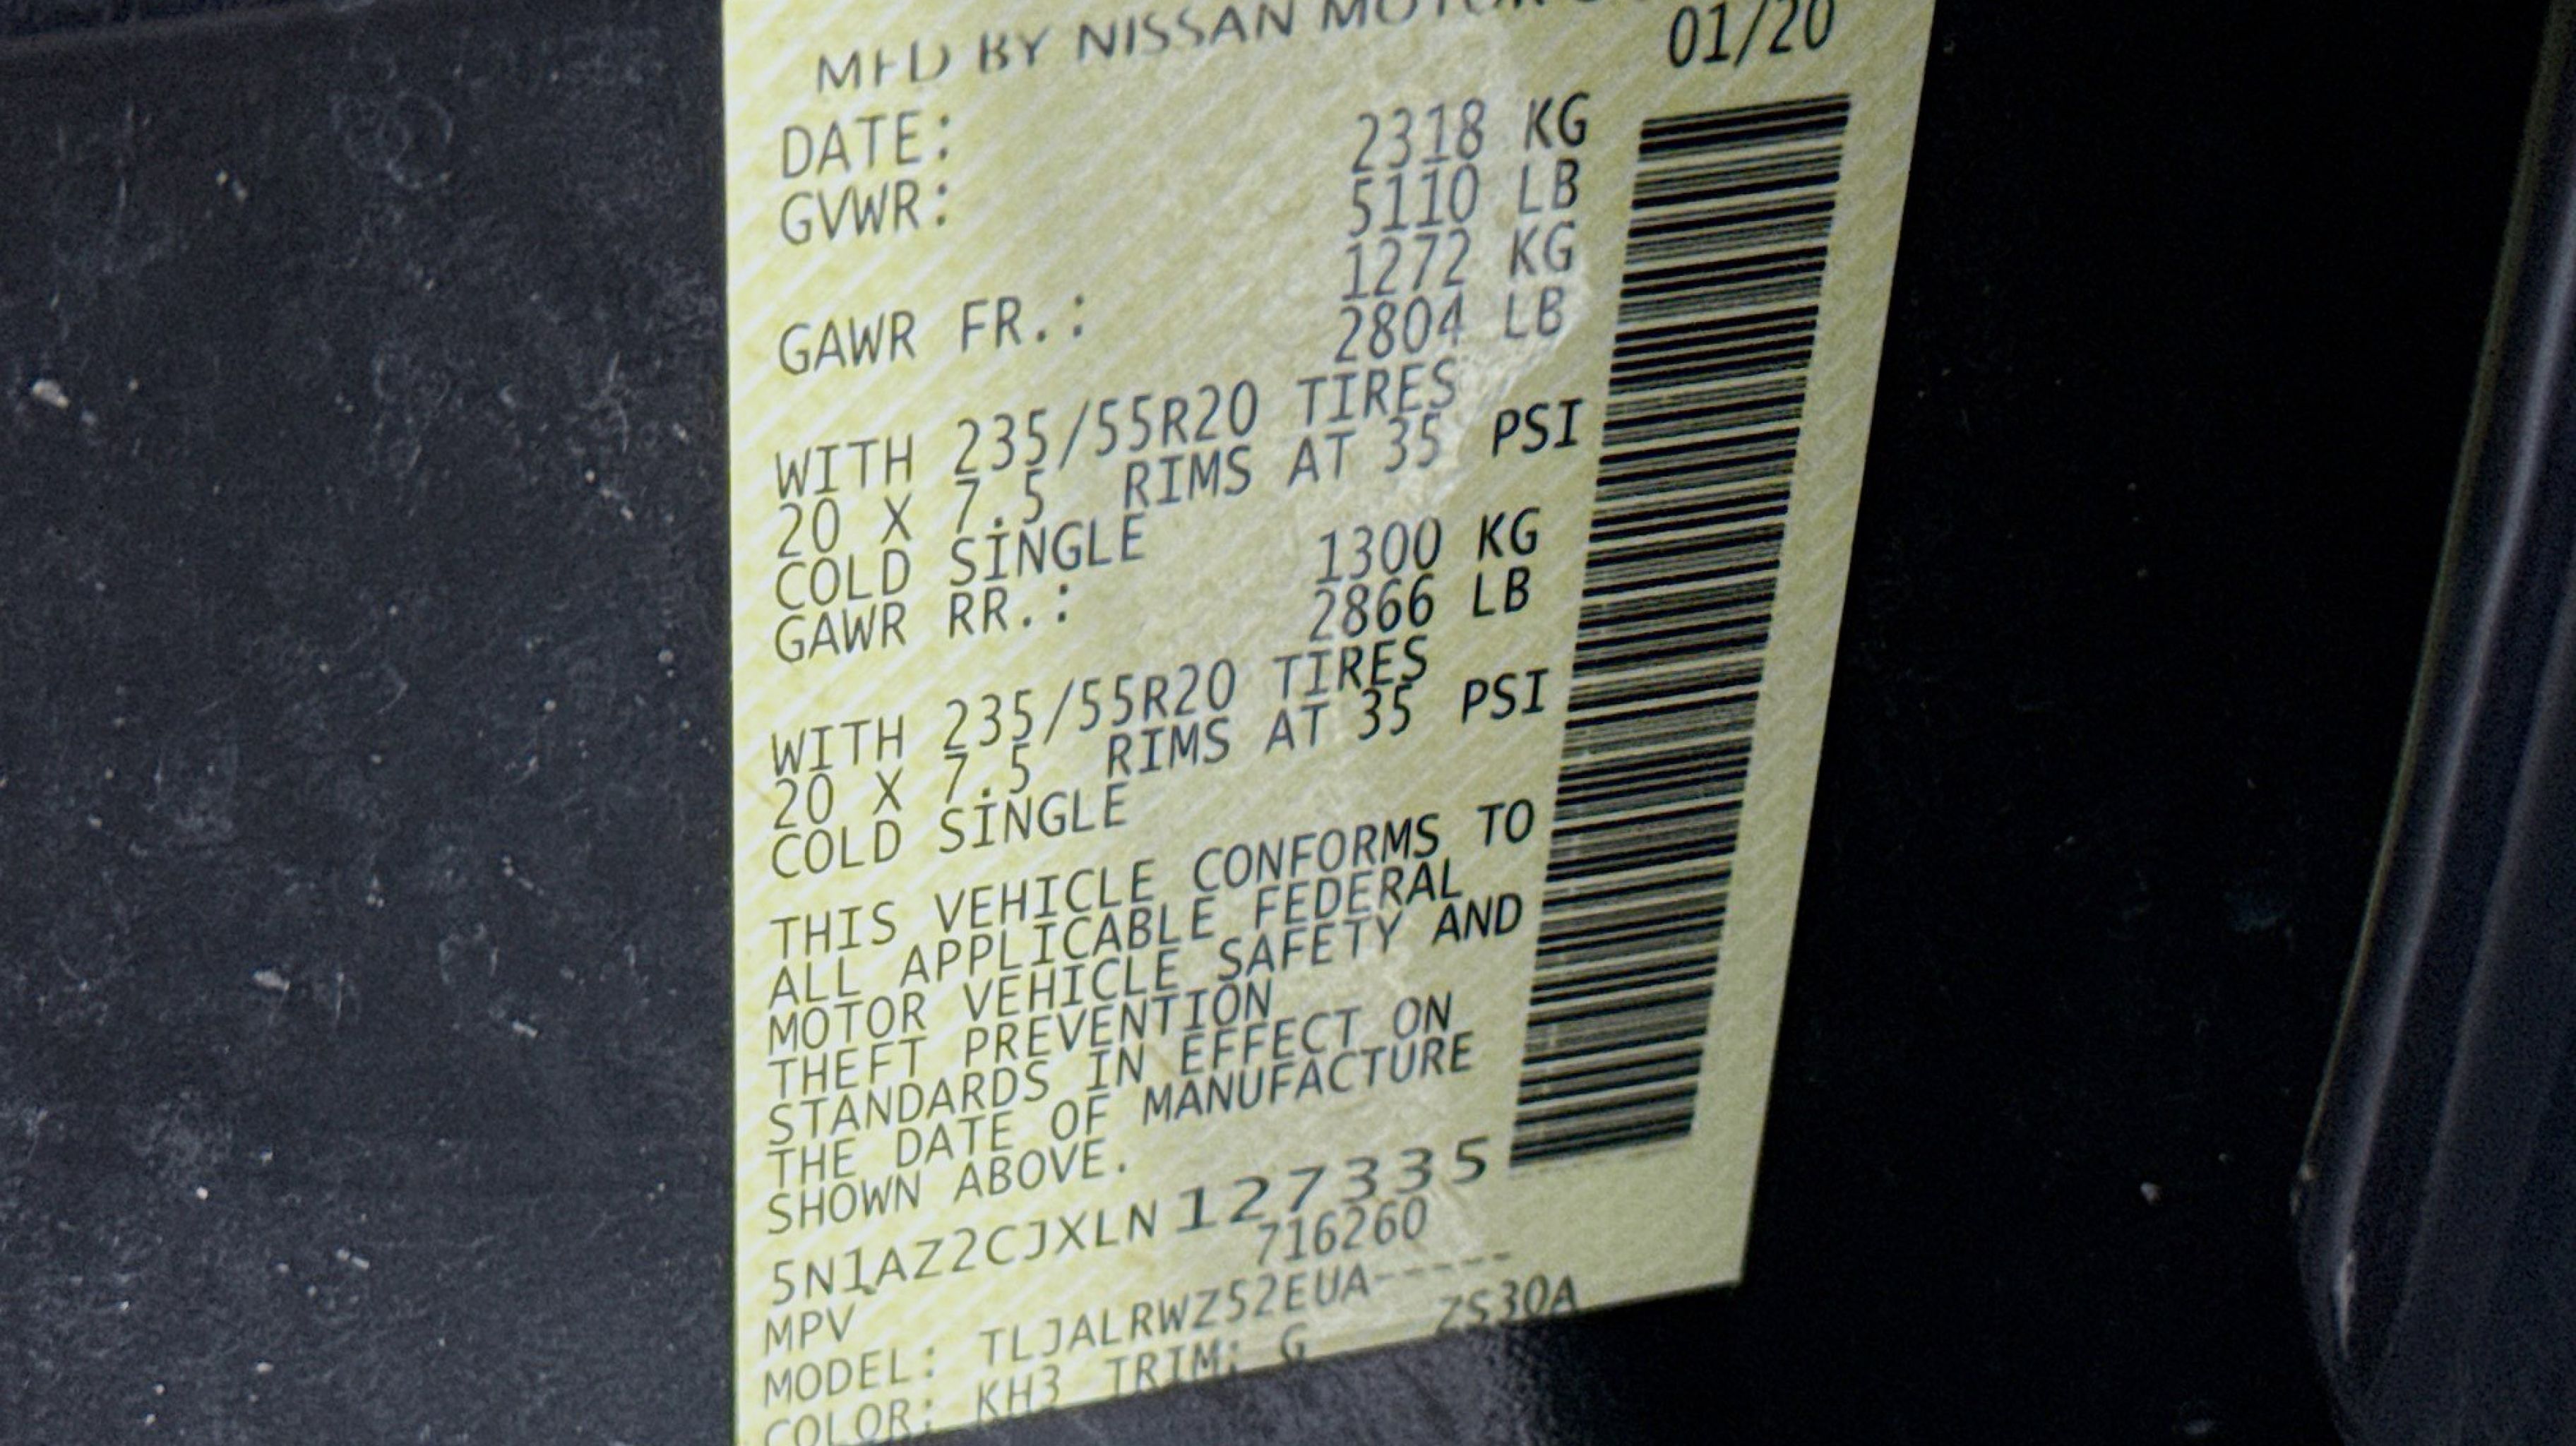 MFD BY NISSAN MOTOR
DATE: 01/20
GVWR: 2318 KG
5110 LB
GAWR FR.: 1272 KG
2804 LB
WITH 235/55R20 TIRES
20 X 7.5 RIMS AT 35 PSI
COLD SINGLE
GAWR RR.: 1300 KG
2866 LB
WITH 235/55R20 TIRES
20 X 7.5 RIMS AT 35 PSI
COLD SINGLE
THIS VEHICLE CONFORMS TO
ALL APPLICABLE FEDERAL
MOTOR VEHICLE SAFETY AND
THEFT PREVENTION
STANDARDS IN EFFECT ON
THE DATE OF MANUFACTURE
SHOWN ABOVE.
5N1AZ2CJXLN127335
MPV 716260
MODEL: TLJALRWZ52EUA-----
COLOR: KH3 TRIM: G ZS30A